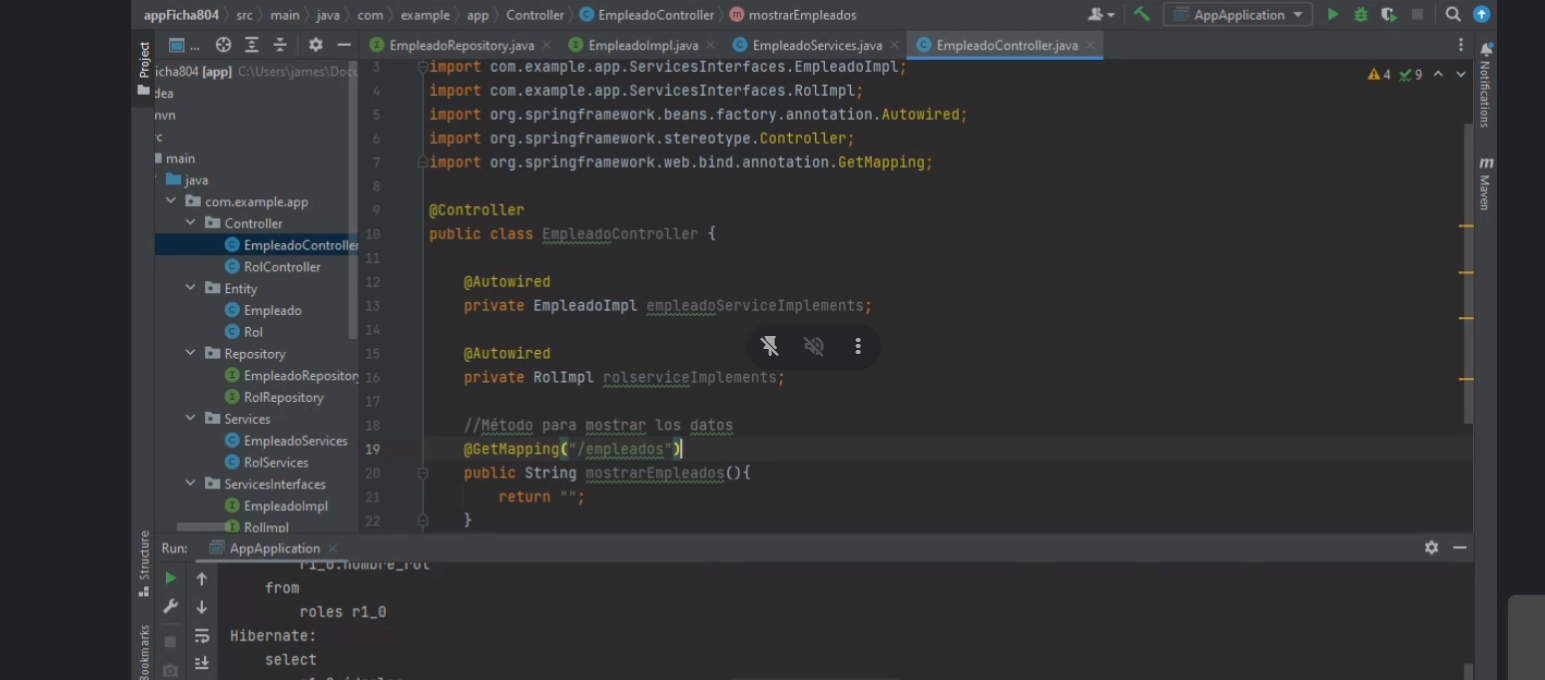 appFicha804 src main java com example app Controller EmpleadoController mostrarEmpleados AppApplication
Project
EmpleadoRepository.java EmpleadoImpl.java EmpleadoServices.java EmpleadoController.java
icha804 [app] C:\Users\james\Docu
dea
nvn
rc
main
java
com.example.app
Controller
EmpleadoController
RolController
Entity
Empleado
Rol
Repository
EmpleadoRepository
RolRepository
Services
EmpleadoServices
RolServices
ServicesInterfaces
EmpleadoImpl
RolImpl
3 import com.example.app.ServicesInterfaces.EmpleadoImpl;
4 import com.example.app.ServicesInterfaces.RolImpl;
5 import org.springframework.beans.factory.annotation.Autowired;
6 import org.springframework.stereotype.Controller;
7 import org.springframework.web.bind.annotation.GetMapping;
8
9 @Controller
10 public class EmpleadoController {
11
12 @Autowired
13 private EmpleadoImpl empleadoServiceImplements;
14
15 @Autowired
16 private RolImpl rolserviceImplements;
17
18 //Método para mostrar los datos
19 @GetMapping("/empleados")
20 public String mostrarEmpleados(){
21 return "";
22 }
4 9
Notifications
m
Maven
Structure
Bookmarks
Run: AppApplication
r1_0.nombre_rol
from
roles r1_0
Hibernate:
select